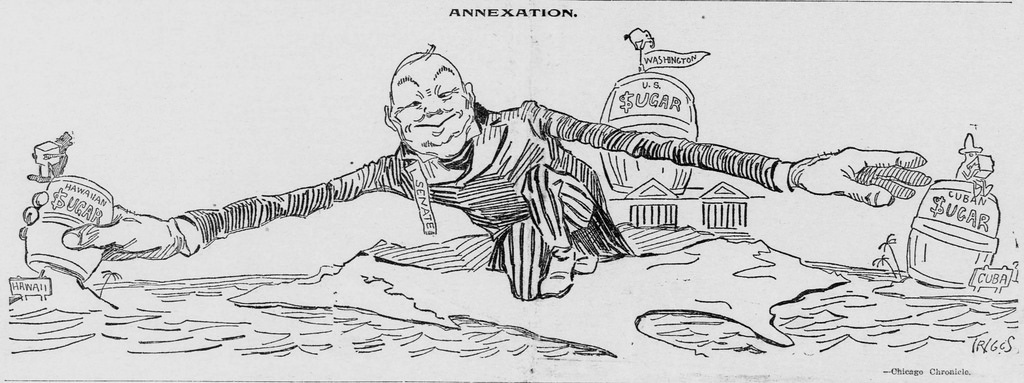 ANNEXATION.
WASHINGTON
U.S.
$UGAR
HAWAIIAN
$UGAR
SENATE
CUBAN
$UGAR
HAWAII
CUBA
TRIGGS
—Chicago Chronicle.